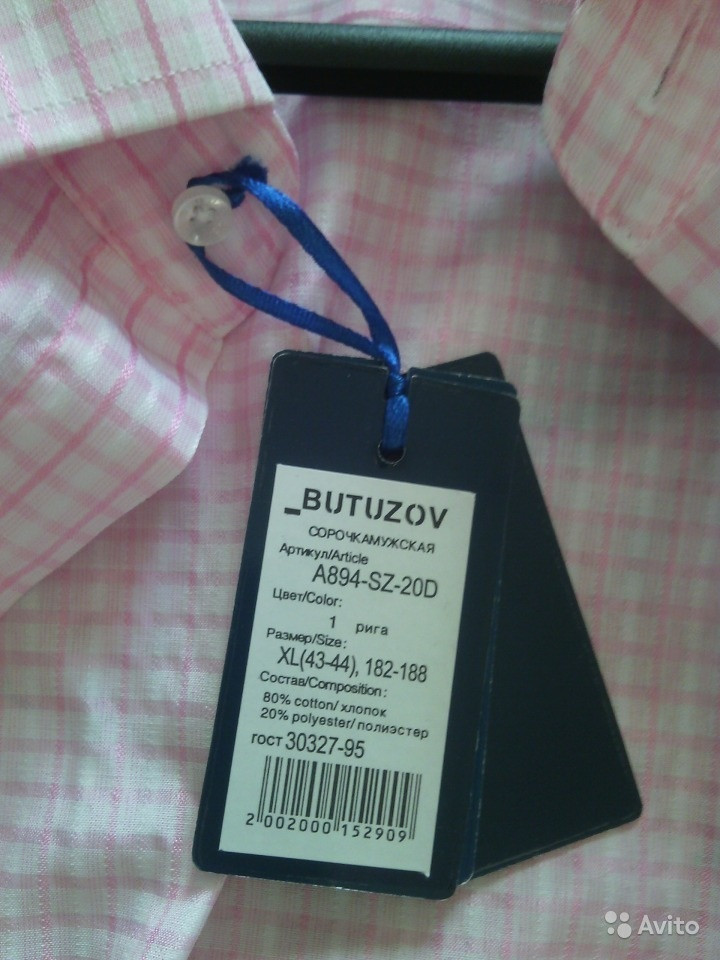 _BUTUZOV
СОРОЧКАМУЖСКАЯ
Артикул/Article
A894-SZ-20D
Цвет/Color:
1 рига
Размер/Size:
XL(43-44), 182-188
Состав/Composition:
80% cotton/ хлопок
20% polyester/ полиэстер
гост 30327-95
2 002000 152909
Avito